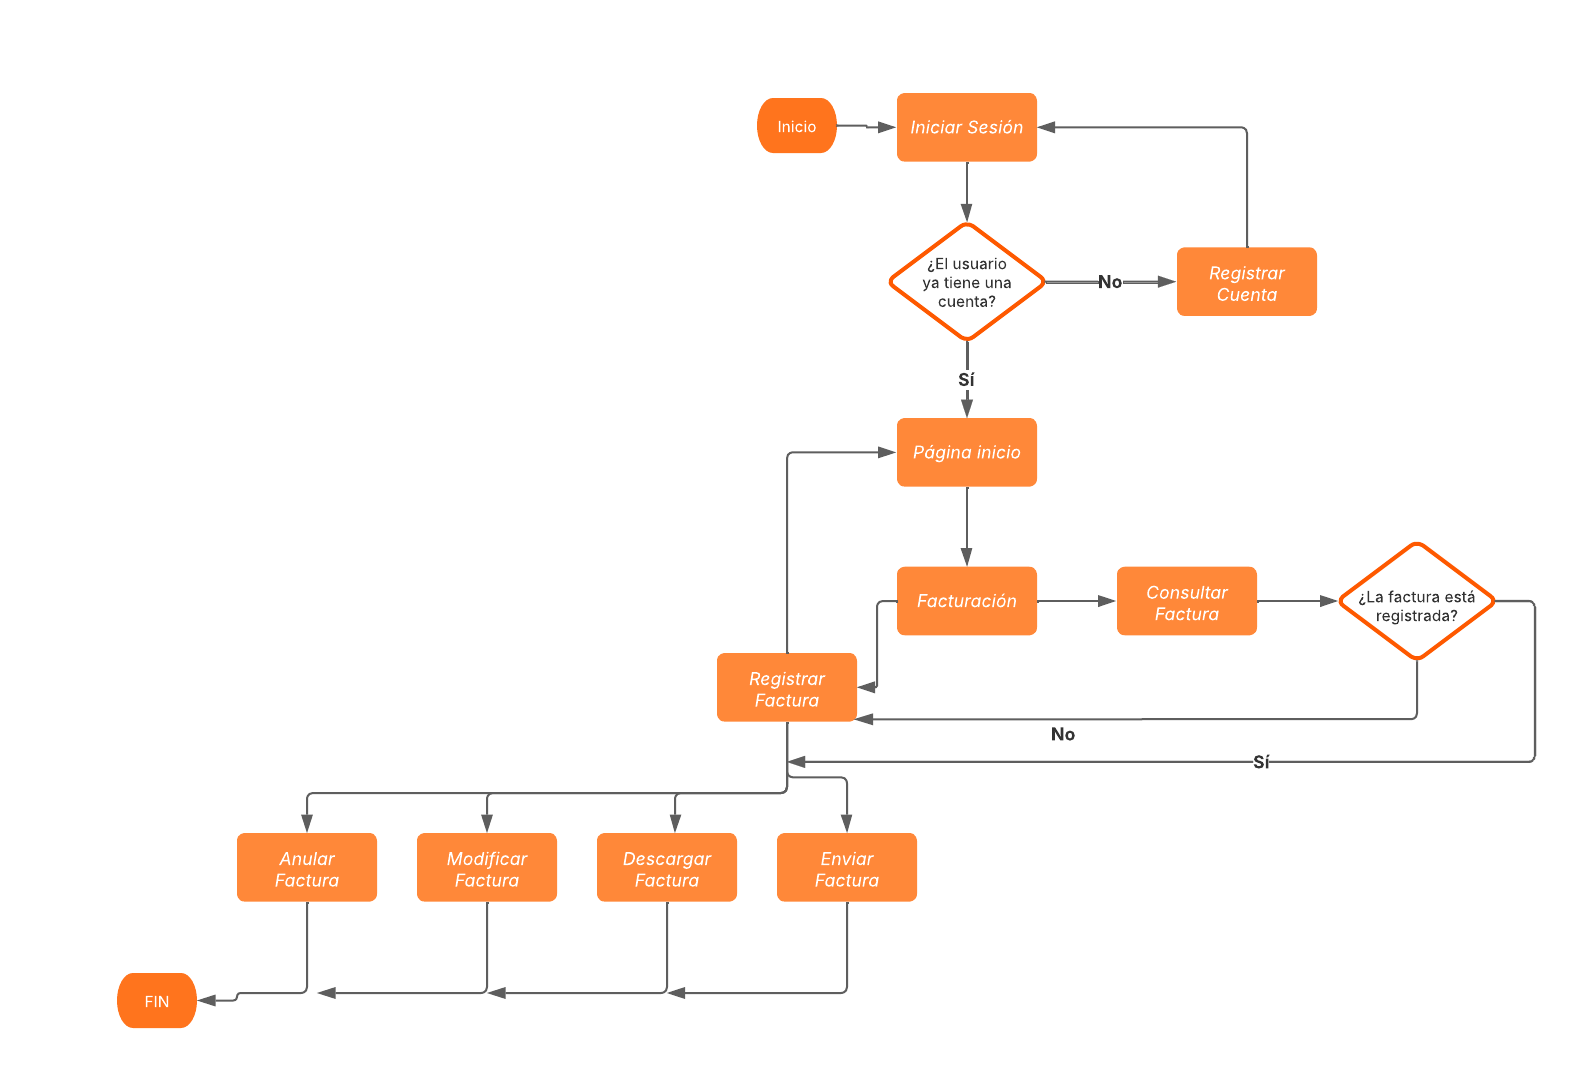 Inicio
Iniciar Sesión
¿El usuario
ya tiene una
cuenta?
No
Registrar
Cuenta
Sí
Página inicio
Facturación
Consultar
Factura
¿La factura está
registrada?
Registrar
Factura
No
Sí
Anular
Factura
Modificar
Factura
Descargar
Factura
Enviar
Factura
FIN